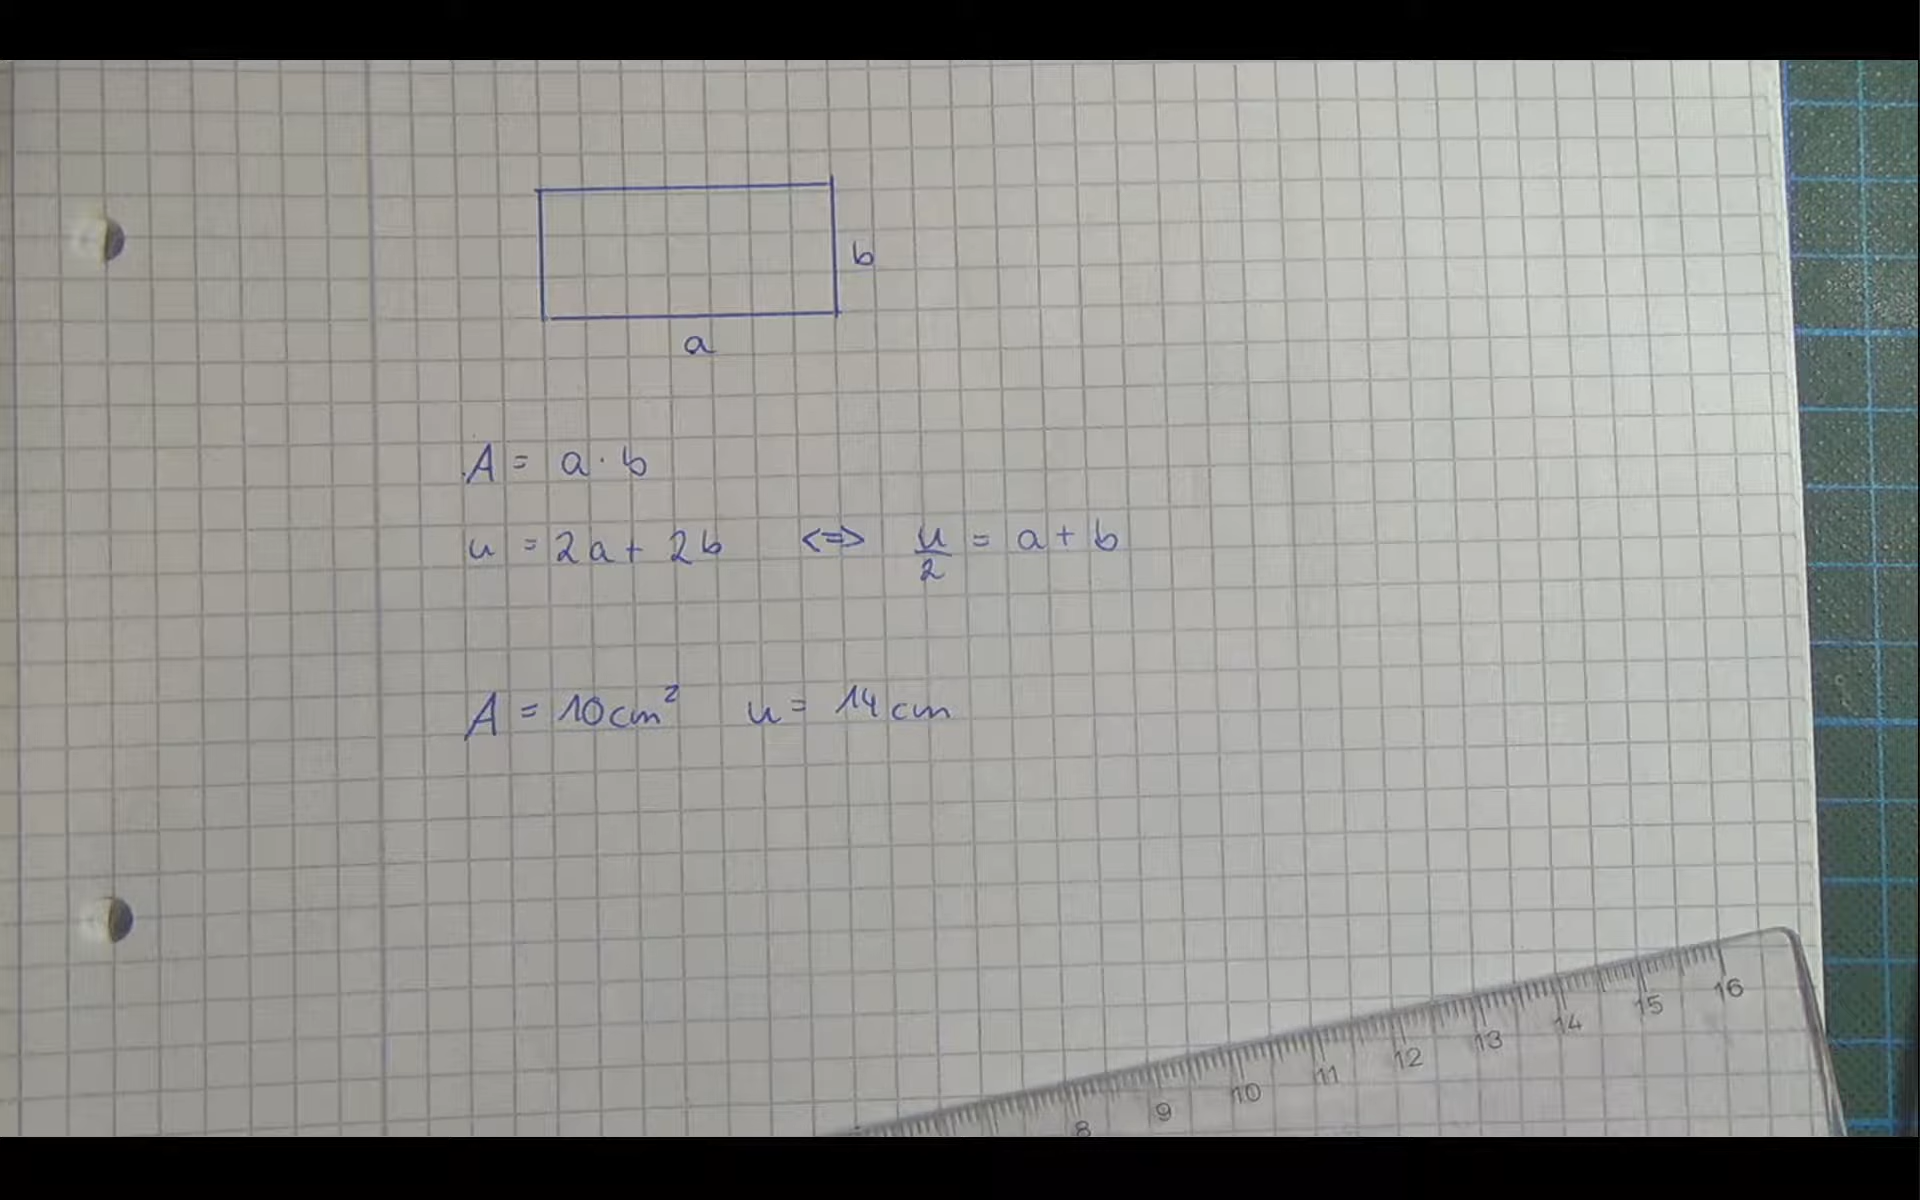 b
a
A = a · b
u = 2a + 2b <=> u/2 = a + b
A = 10cm² u = 14cm
8 9 10 11 12 13 14 15 16